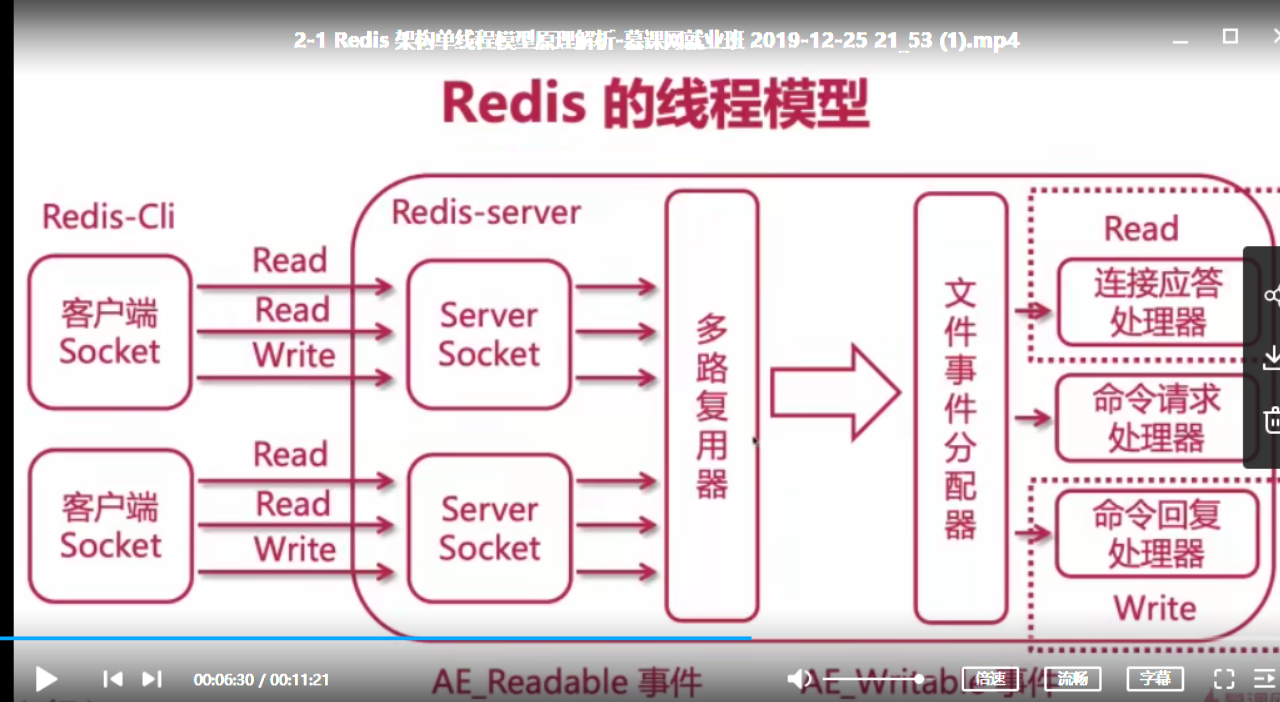 2-1 Redis 架构单线程模型原理解析-慕课网就业班 2019-12-25 21_53 (1).mp4
Redis 的线程模型
Redis-Cli
Redis-server
客户端
Socket
Read
Read
Write
Server
Socket
客户端
Socket
Read
Read
Write
Server
Socket
多路复用器
文件事件分配器
Read
连接应答
处理器
命令请求
处理器
命令回复
处理器
Write
AE_Readable 事件
AE_Writable 事件
00:06:30 / 00:11:21
倍速
流畅
字幕